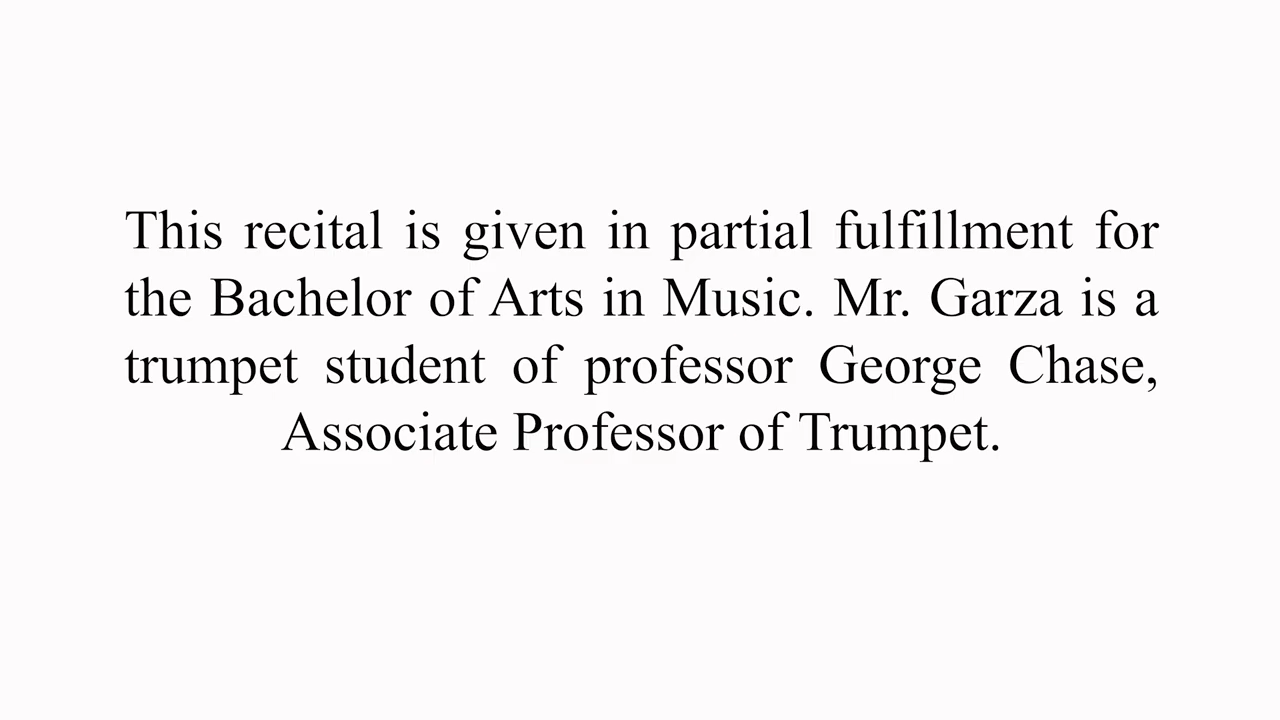 This recital is given in partial fulfillment for
the Bachelor of Arts in Music. Mr. Garza is a
trumpet student of professor George Chase,
Associate Professor of Trumpet.